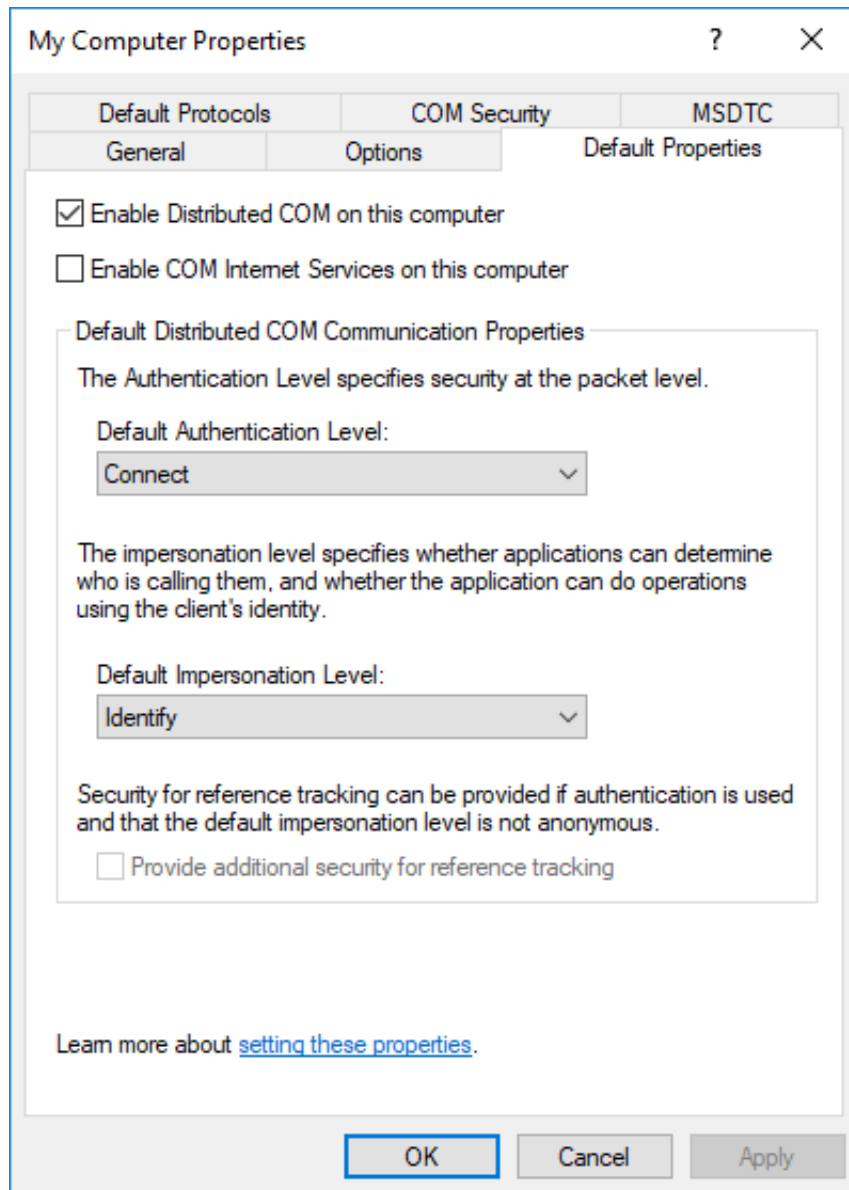 My Computer Properties ?
Default Protocols COM Security MSDTC
General Options Default Properties
Enable Distributed COM on this computer
Enable COM Internet Services on this computer
Default Distributed COM Communication Properties
The Authentication Level specifies security at the packet level.
Default Authentication Level:
Connect
The impersonation level specifies whether applications can determine
who is calling them, and whether the application can do operations
using the client's identity.
Default Impersonation Level:
Identify
Security for reference tracking can be provided if authentication is used
and that the default impersonation level is not anonymous.
Provide additional security for reference tracking
Learn more about setting these properties.
OK Cancel Apply